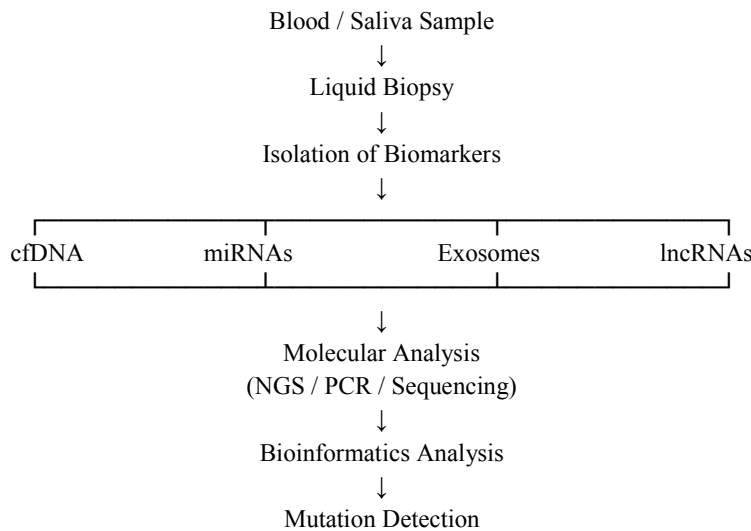 Blood / Saliva Sample
↓
Liquid Biopsy
↓
Isolation of Biomarkers
↓
cfDNA miRNAs Exosomes lncRNAs
↓
Molecular Analysis
(NGS / PCR / Sequencing)
↓
Bioinformatics Analysis
↓
Mutation Detection